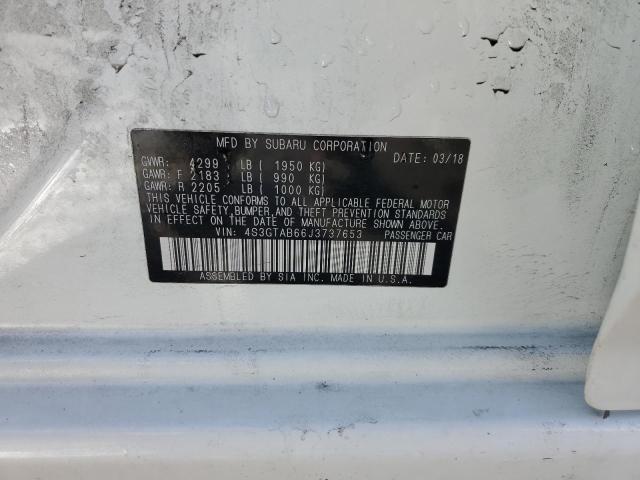 MFD BY SUBARU CORPORATION
GVWR: 4299 LB ( 1950 KG) DATE: 03/18
GAWR: F 2183 LB ( 990 KG)
GAWR: R 2205 LB ( 1000 KG)
THIS VEHICLE CONFORMS TO ALL APPLICABLE FEDERAL MOTOR
VEHICLE SAFETY, BUMPER, AND THEFT PREVENTION STANDARDS
IN EFFECT ON THE DATE OF MANUFACTURE SHOWN ABOVE.
VIN: 4S3GTAB66J3737653 PASSENGER CAR
ASSEMBLED BY SIA INC. MADE IN U.S.A.